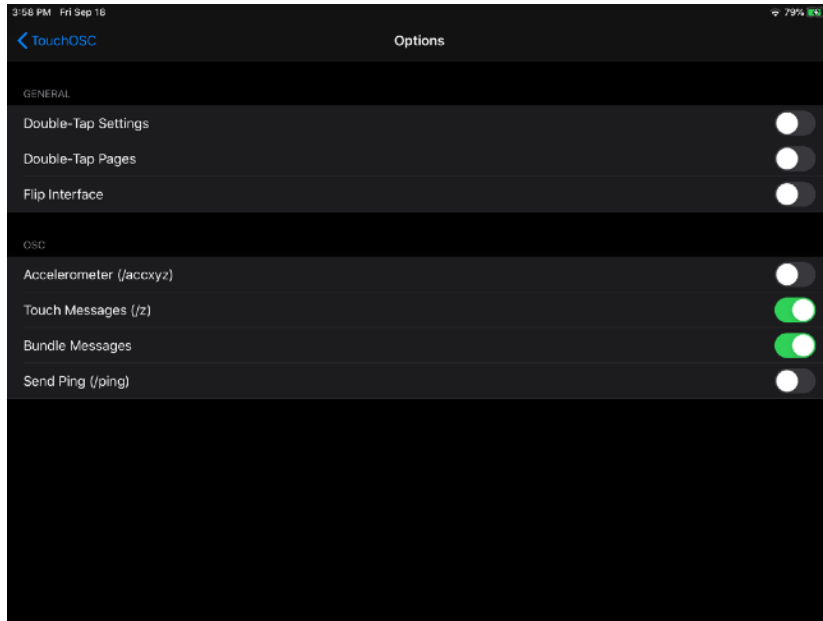 3:58 PM Fri Sep 18
79%
TouchOSC
Options
GENERAL
Double-Tap Settings
Double-Tap Pages
Flip Interface
OSC
Accelerometer (/accxyz)
Touch Messages (/z)
Bundle Messages
Send Ping (/ping)